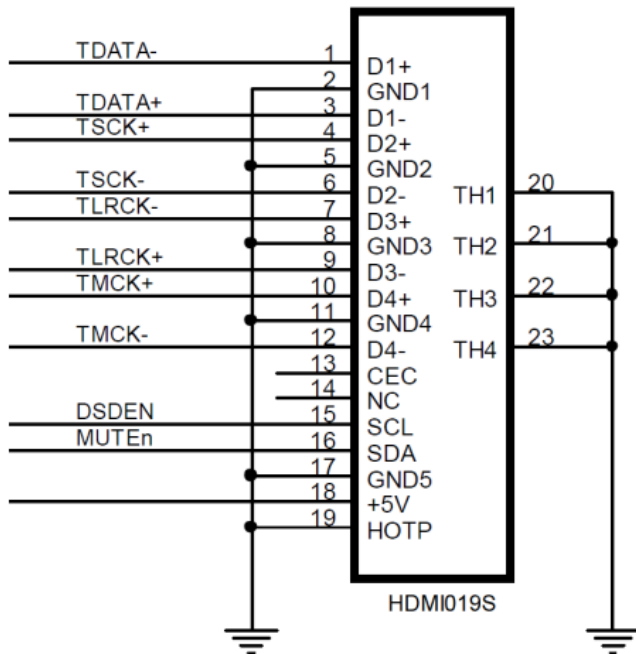 TDATA- 1 D1+
2 GND1
TDATA+ 3 D1-
TSCK+ 4 D2+
5 GND2
TSCK- 6 D2- TH1 20
TLRCK- 7 D3+
8 GND3 TH2 21
TLRCK+ 9 D3-
TMCK+ 10 D4+ TH3 22
11 GND4
TMCK- 12 D4- TH4 23
13 CEC
14 NC
DSDEN 15 SCL
MUTEn 16 SDA
17 GND5
18 +5V
19 HOTP
HDMI019S